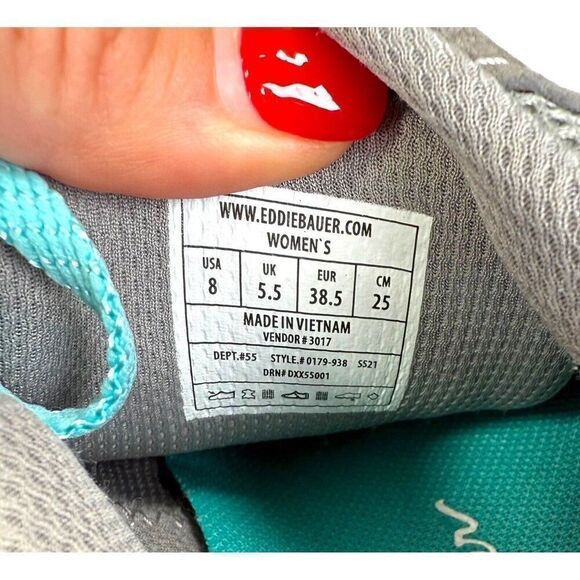 WWW.EDDIEBAUER.COM
WOMEN`S
USA UK EUR CM
8 5.5 38.5 25
MADE IN VIETNAM
VENDOR #3017
DEPT.#55 STYLE.# 0179-938 SS21
DRN# DXX55001